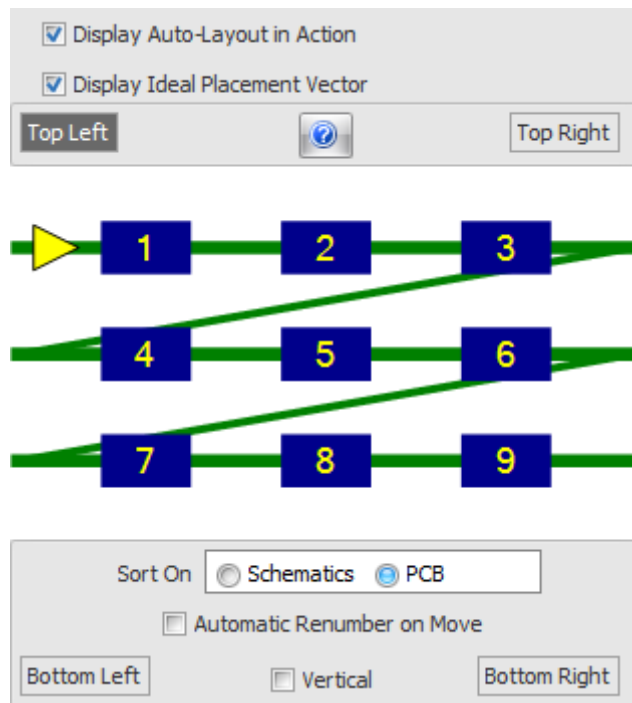 Display Auto-Layout in Action
Display Ideal Placement Vector
Top Left ? Top Right
1 2 3
4 5 6
7 8 9
Sort On Schematics PCB
Automatic Renumber on Move
Bottom Left Vertical Bottom Right